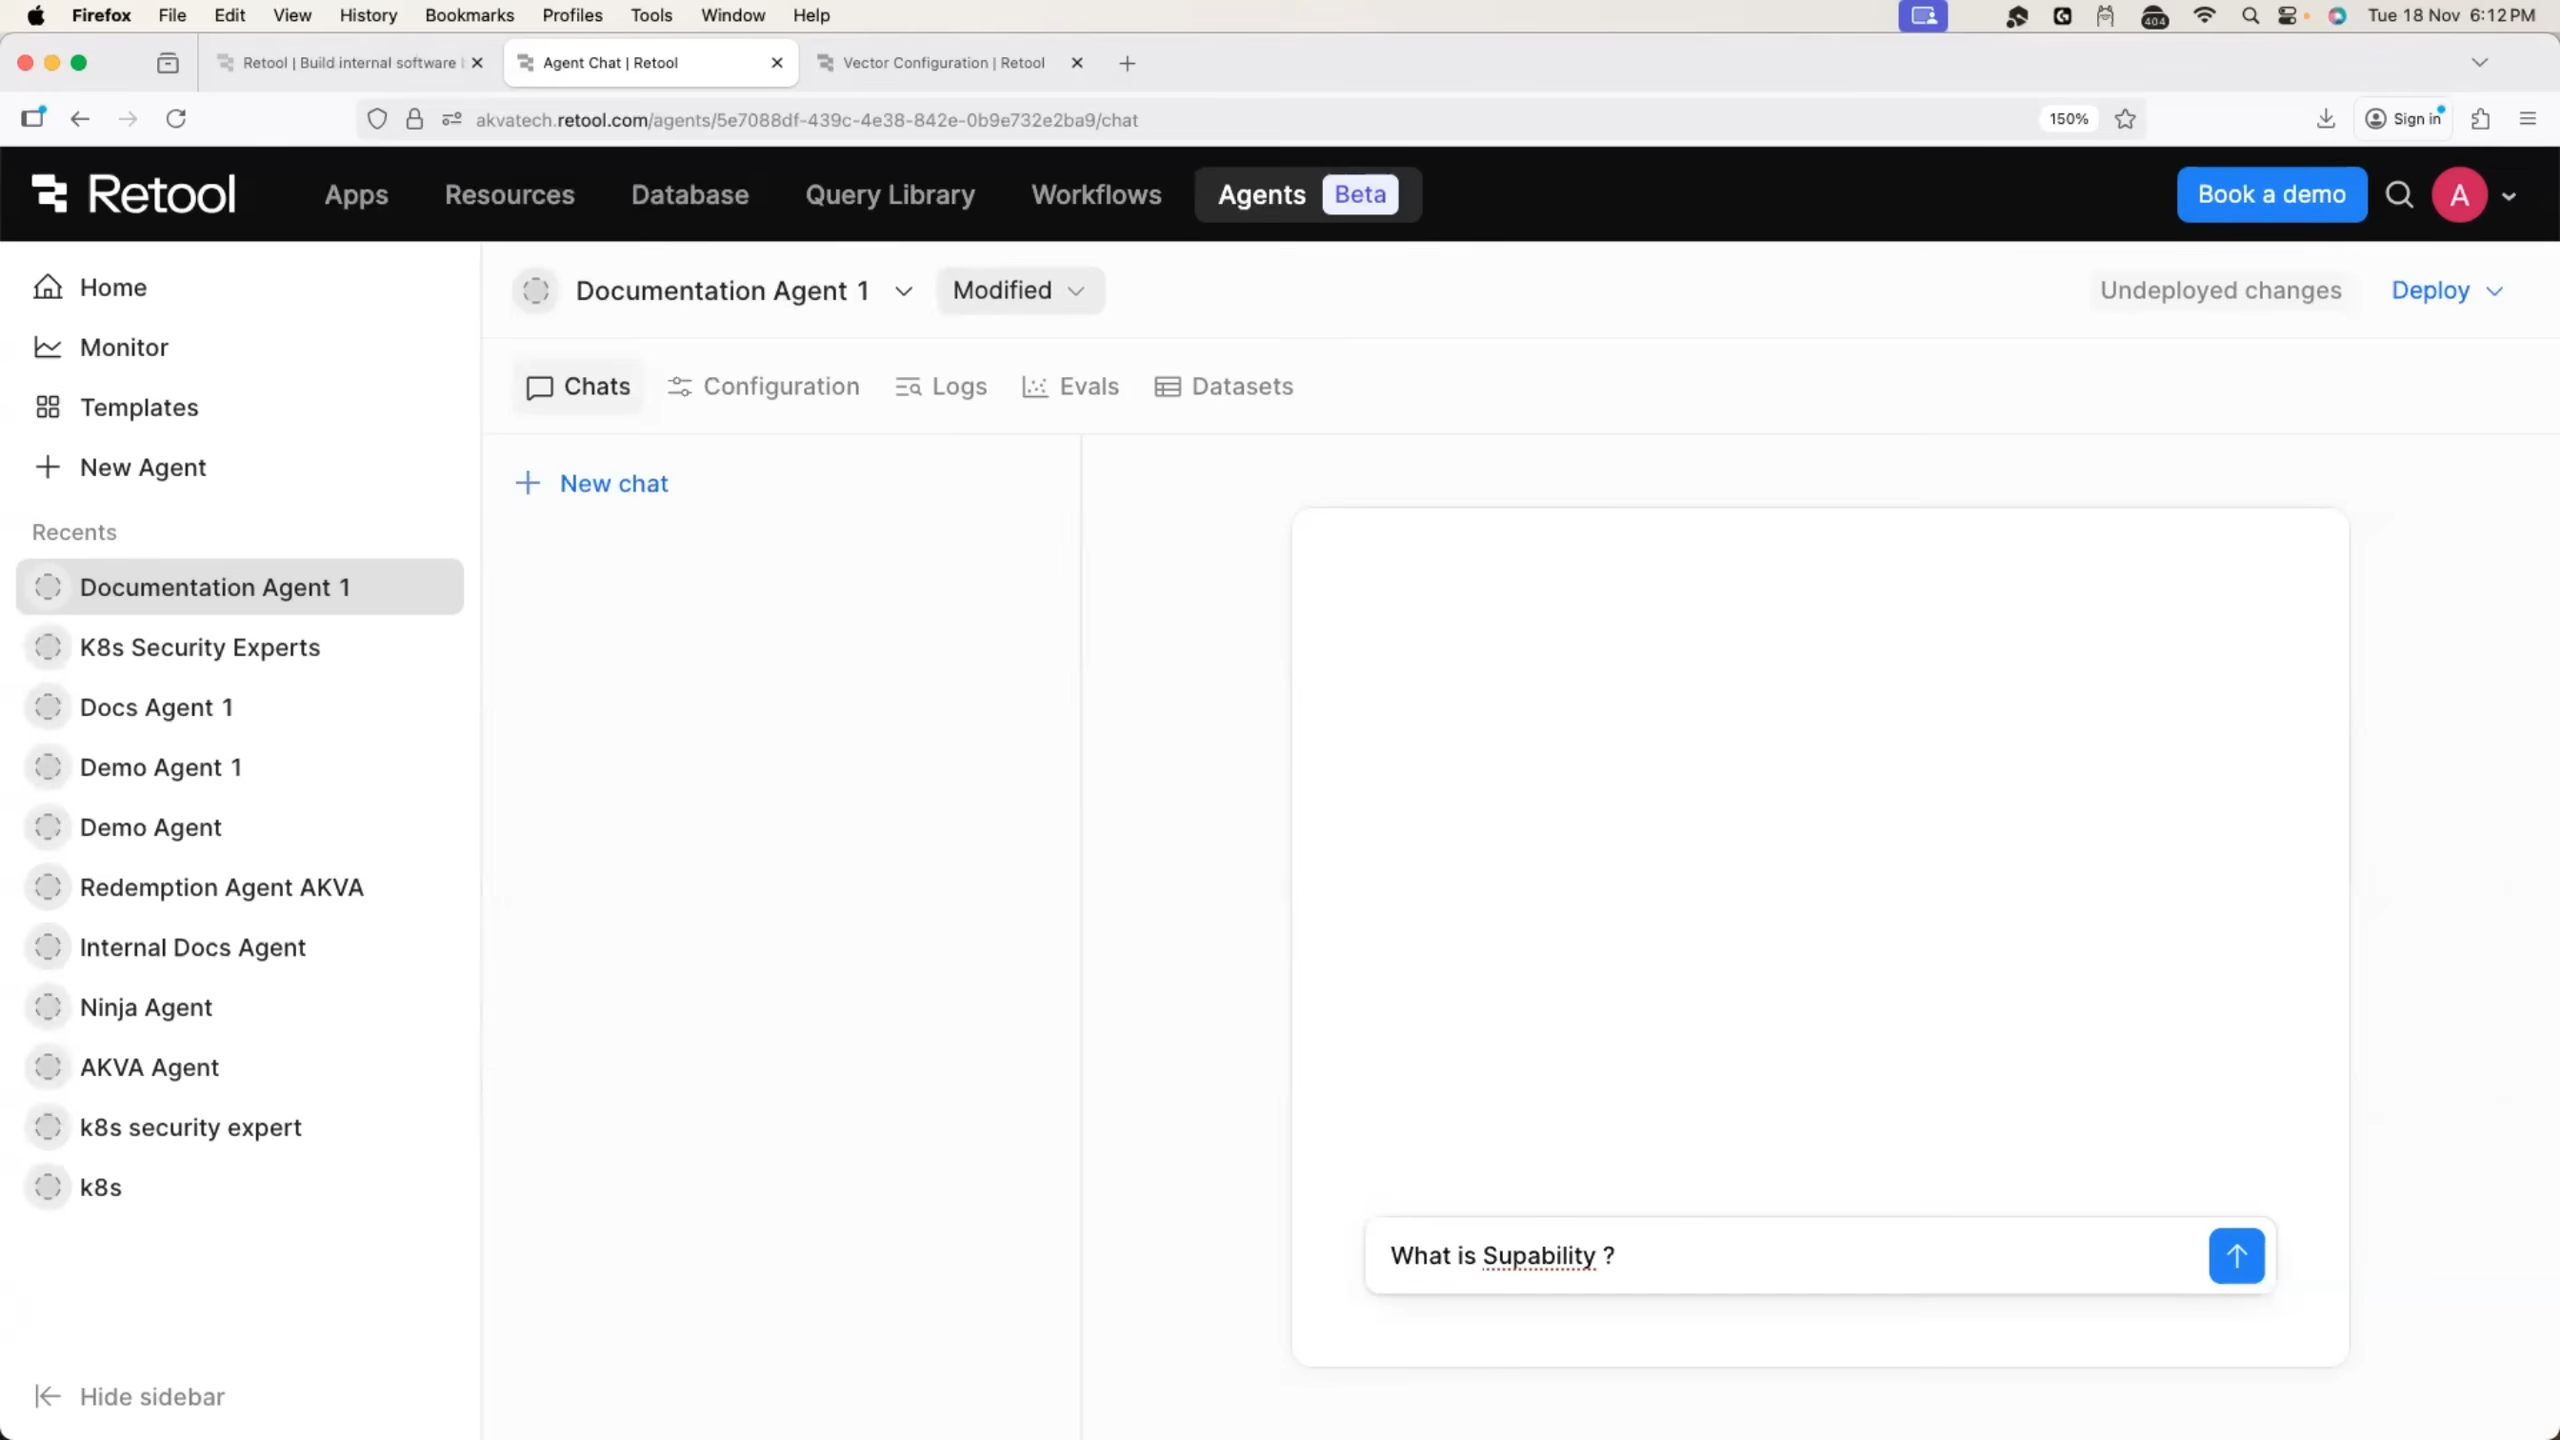 Firefox File Edit View History Bookmarks Profiles Tools Window Help 404 Tue 18 Nov 6:12 PM
Retool | Build internal software Agent Chat | Retool Vector Configuration | Retool
akvatech.retool.com/agents/5e7088df-439c-4e38-842e-0b9e732e2ba9/chat 150% Sign in
Retool Apps Resources Database Query Library Workflows Agents Beta Book a demo A
Home
Monitor
Templates
New Agent
Recents
Documentation Agent 1
K8s Security Experts
Docs Agent 1
Demo Agent 1
Demo Agent
Redemption Agent AKVA
Internal Docs Agent
Ninja Agent
AKVA Agent
k8s security expert
k8s
Hide sidebar
Documentation Agent 1 Modified Undeployed changes Deploy
Chats Configuration Logs Evals Datasets
New chat
What is Supability ?